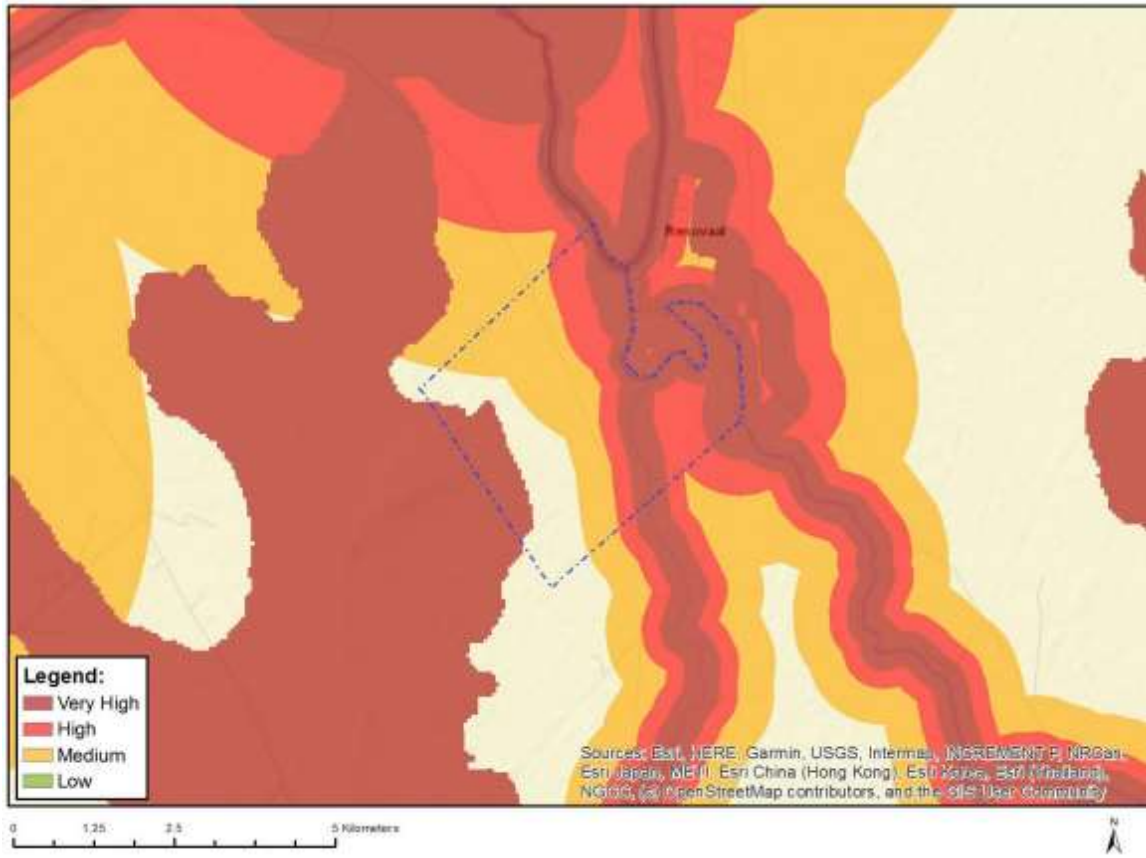 Legend:
Very High
High
Medium
Low
Sources: Esri, HERE, Garmin, USGS, Intermap, INCREMENT P, NRCan
Esri Japan, METI, Esri China (Hong Kong), Esri Korea, Esri (Thailand),
NGCC, (c) OpenStreetMap contributors, and the GIS User Community
0 1.25 2.5 5 Kilometers
N